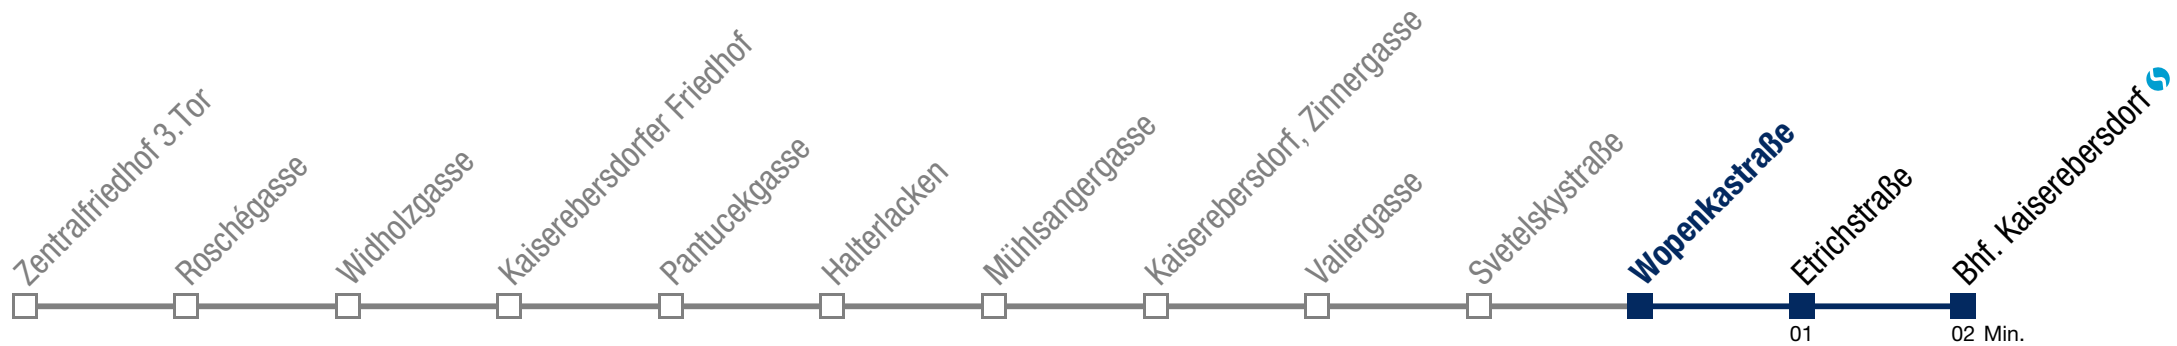 Zentralfriedhof 3.Tor
Roschégasse
Widholzgasse
Kaiserebersdorfer Friedhof
Pantucekgasse
Halterlacken
Mühlsangergasse
Kaiserebersdorf, Zinnergasse
Valiergasse
Svetelskystraße
Wopenkastraße
Etrichstraße
Bhf. Kaiserebersdorf
01
02 Min.